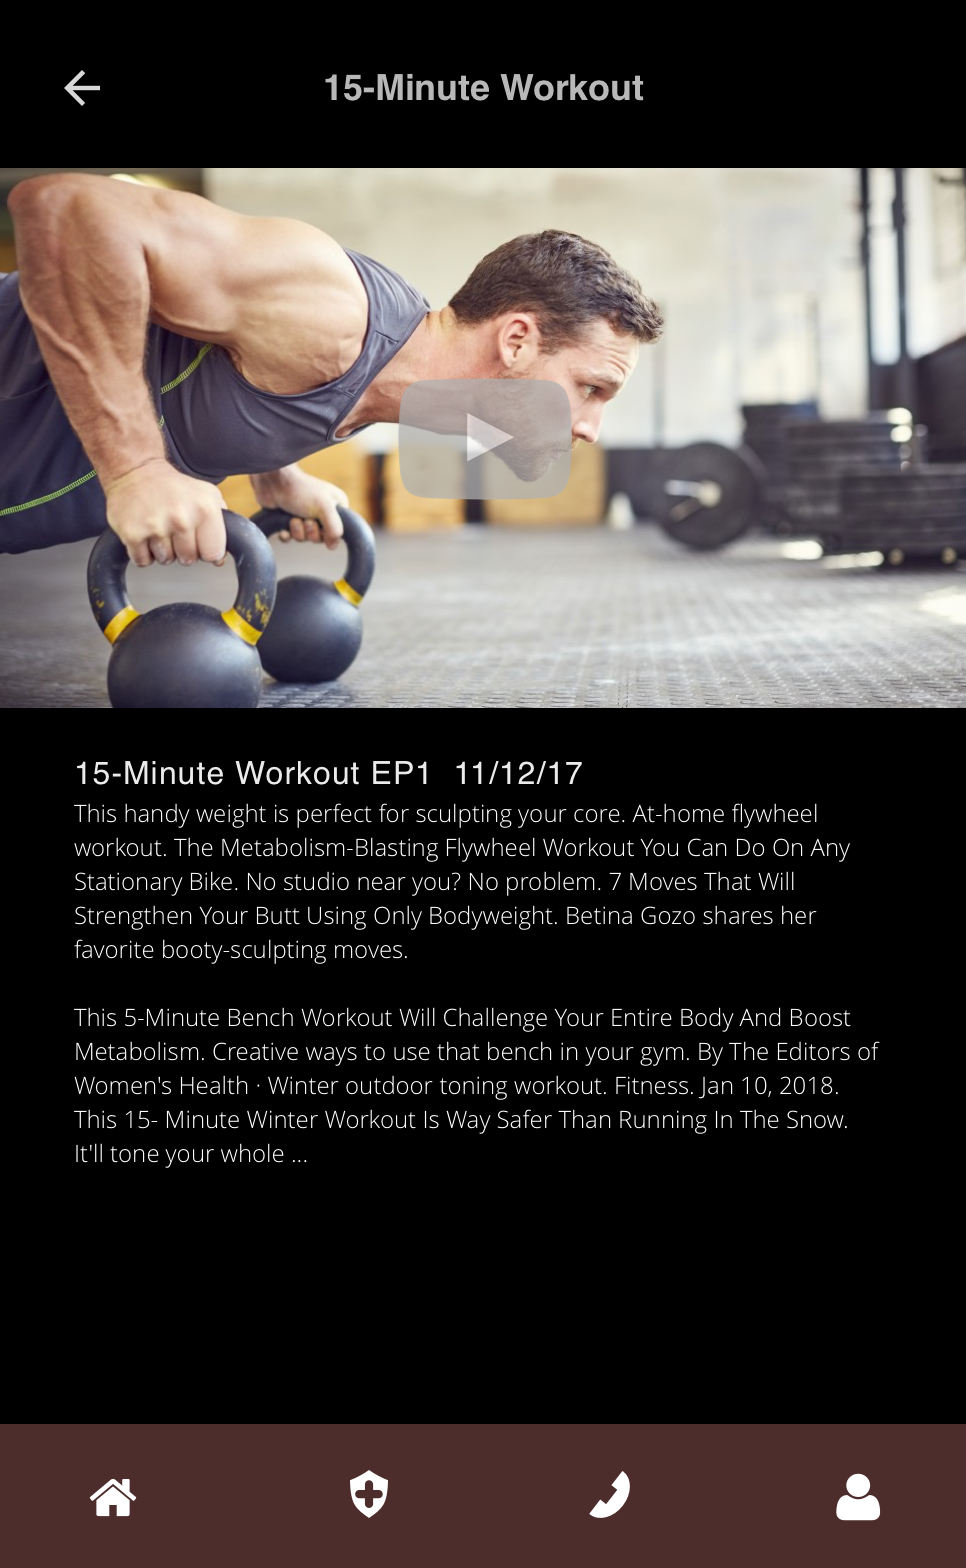 15-Minute Workout
15-Minute Workout EP1  11/12/17
This handy weight is perfect for sculpting your core. At-home flywheel
workout. The Metabolism-Blasting Flywheel Workout You Can Do On Any
Stationary Bike. No studio near you? No problem. 7 Moves That Will
Strengthen Your Butt Using Only Bodyweight. Betina Gozo shares her
favorite booty-sculpting moves.
This 5-Minute Bench Workout Will Challenge Your Entire Body And Boost
Metabolism. Creative ways to use that bench in your gym. By The Editors of
Women's Health · Winter outdoor toning workout. Fitness. Jan 10, 2018.
This 15- Minute Winter Workout Is Way Safer Than Running In The Snow.
It'll tone your whole ...